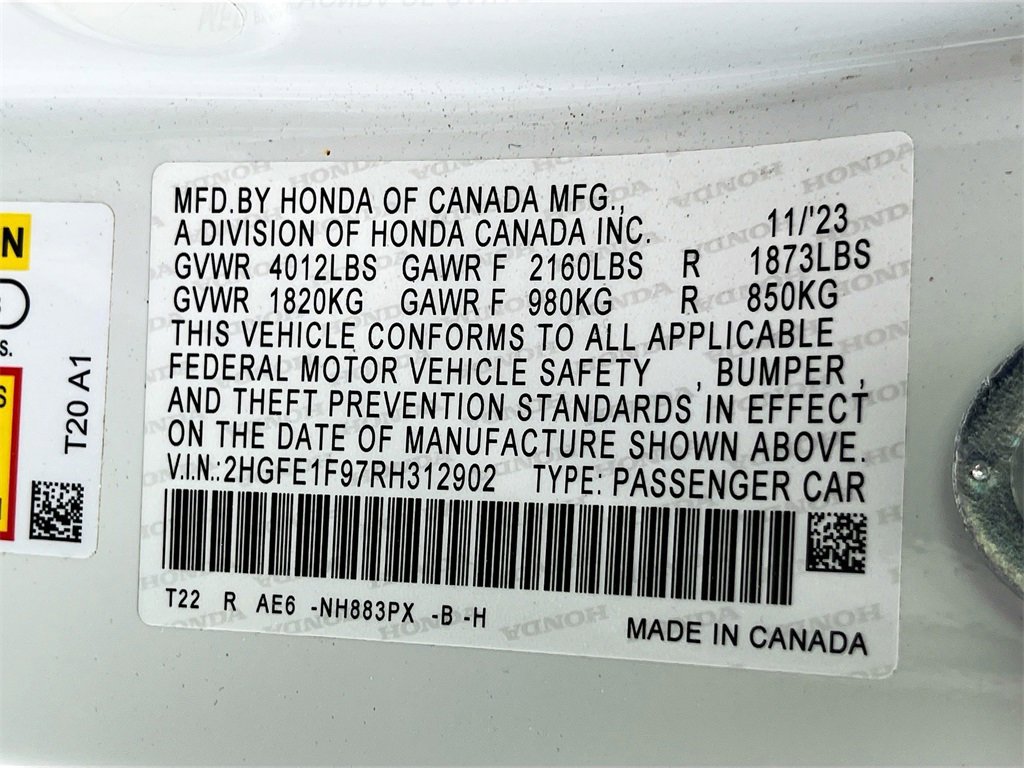 MFD.BY HONDA OF CANADA MFG.,
A DIVISION OF HONDA CANADA INC. 11/'23
GVWR 4012LBS GAWR F 2160LBS R 1873LBS
GVWR 1820KG GAWR F 980KG R 850KG
THIS VEHICLE CONFORMS TO ALL APPLICABLE
FEDERAL MOTOR VEHICLE SAFETY , BUMPER ,
AND THEFT PREVENTION STANDARDS IN EFFECT
ON THE DATE OF MANUFACTURE SHOWN ABOVE.
V.I.N.:2HGFE1F97RH312902 TYPE: PASSENGER CAR
T22 R AE6 -NH883PX -B -H
MADE IN CANADA
T20 A1